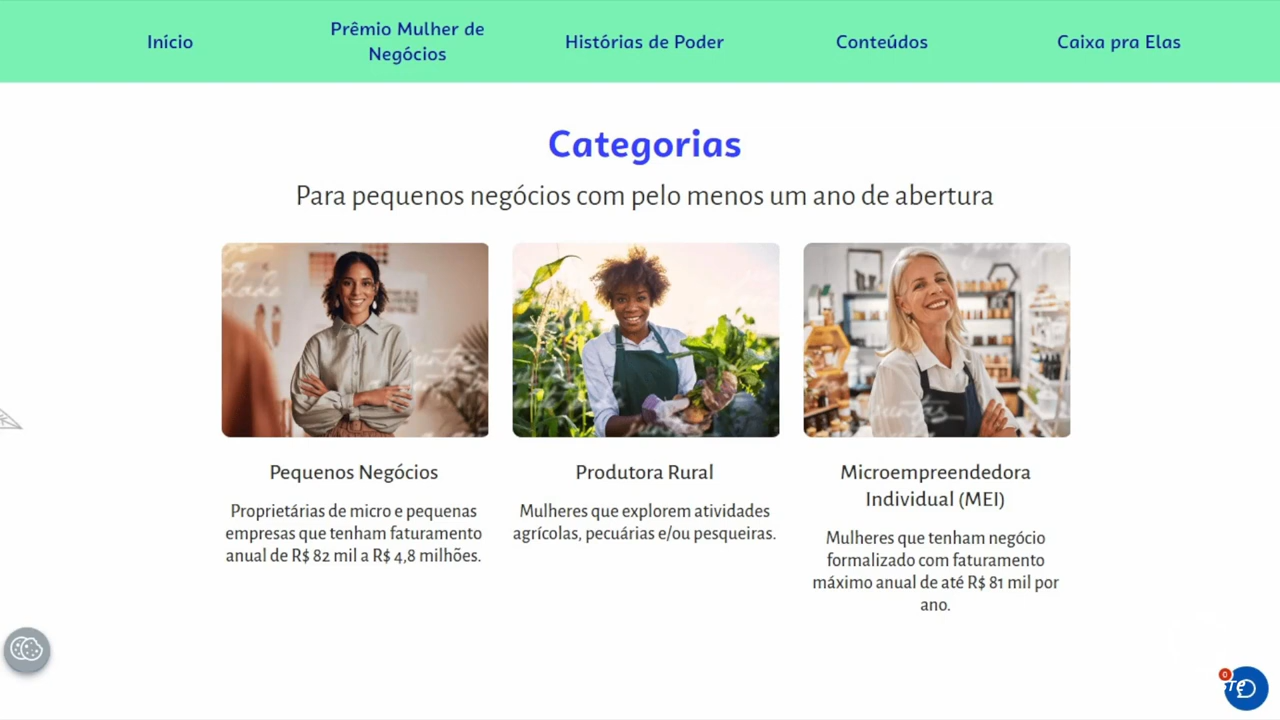 Início
Prêmio Mulher de
Negócios
Histórias de Poder
Conteúdos
Caixa pra Elas
Categorias
Para pequenos negócios com pelo menos um ano de abertura
Pequenos Negócios
Proprietárias de micro e pequenas
empresas que tenham faturamento
anual de R$ 82 mil a R$ 4,8 milhões.
Produtora Rural
Mulheres que explorem atividades
agrícolas, pecuárias e/ou pesqueiras.
Microempreendedora
Individual (MEI)
Mulheres que tenham negócio
formalizado com faturamento
máximo anual de até R$ 81 mil por
ano.
0